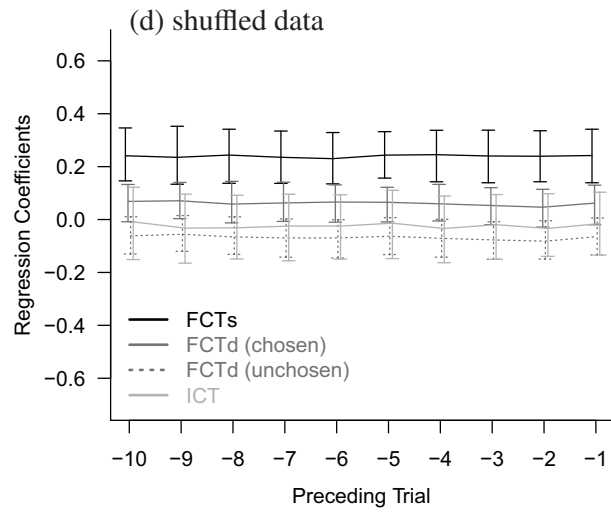 (d) shuffled data
0.6
0.4
0.2
0.0
−0.2
−0.4
−0.6
Regression Coefficients
FCTs
FCTd (chosen)
FCTd (unchosen)
ICT
−10 −9 −8 −7 −6 −5 −4 −3 −2 −1
Preceding Trial